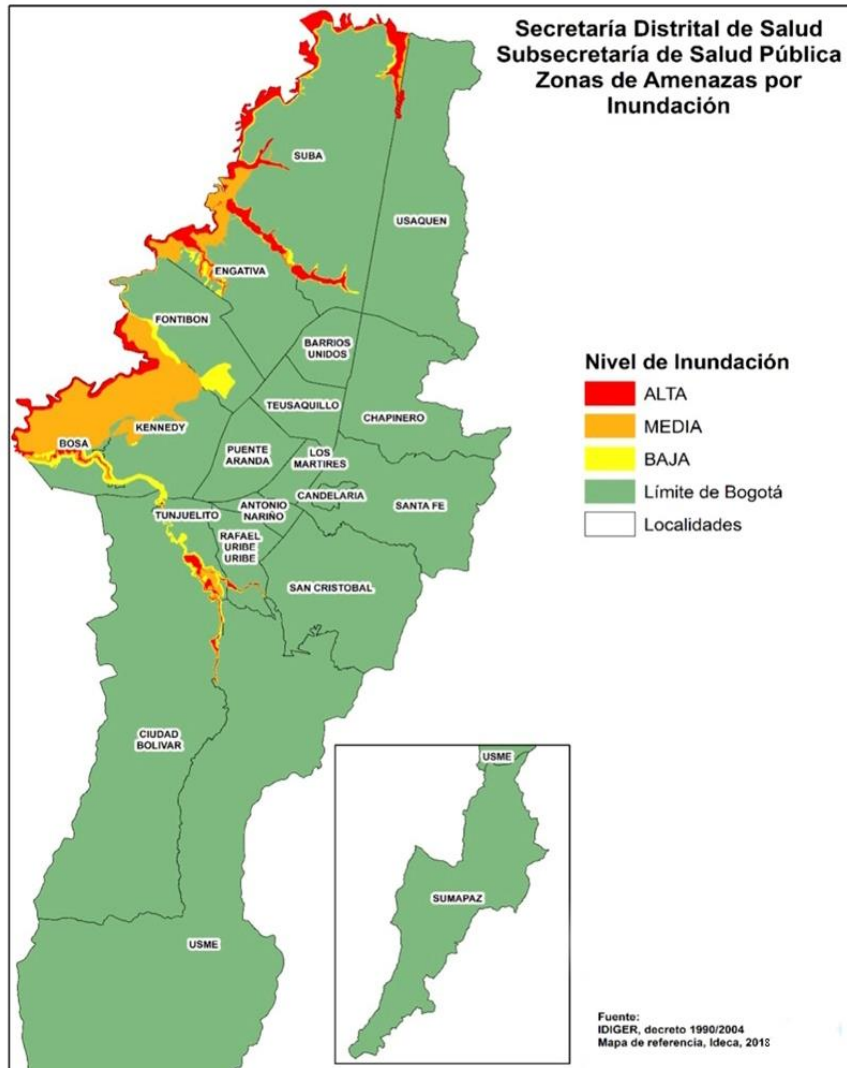 Secretaría Distrital de Salud
Subsecretaría de Salud Pública
Zonas de Amenazas por
Inundación
SUBA
USAQUEN
ENGATIVA
FONTIBON
BARRIOS
UNIDOS
Nivel de Inundación
ALTA
MEDIA
BAJA
Límite de Bogotá
Localidades
TEUSAQUILLO
CHAPINERO
KENNEDY
BOSA
PUENTE
ARANDA
LOS
MARTIRES
CANDELARIA
SANTA FE
TUNJUELITO
ANTONIO
NARIÑO
RAFAEL
URIBE
URIBE
SAN CRISTOBAL
CIUDAD
BOLIVAR
USME
USME
SUMAPAZ
Fuente:
IDIGER, decreto 1990/2004
Mapa de referencia, Ideca, 2018